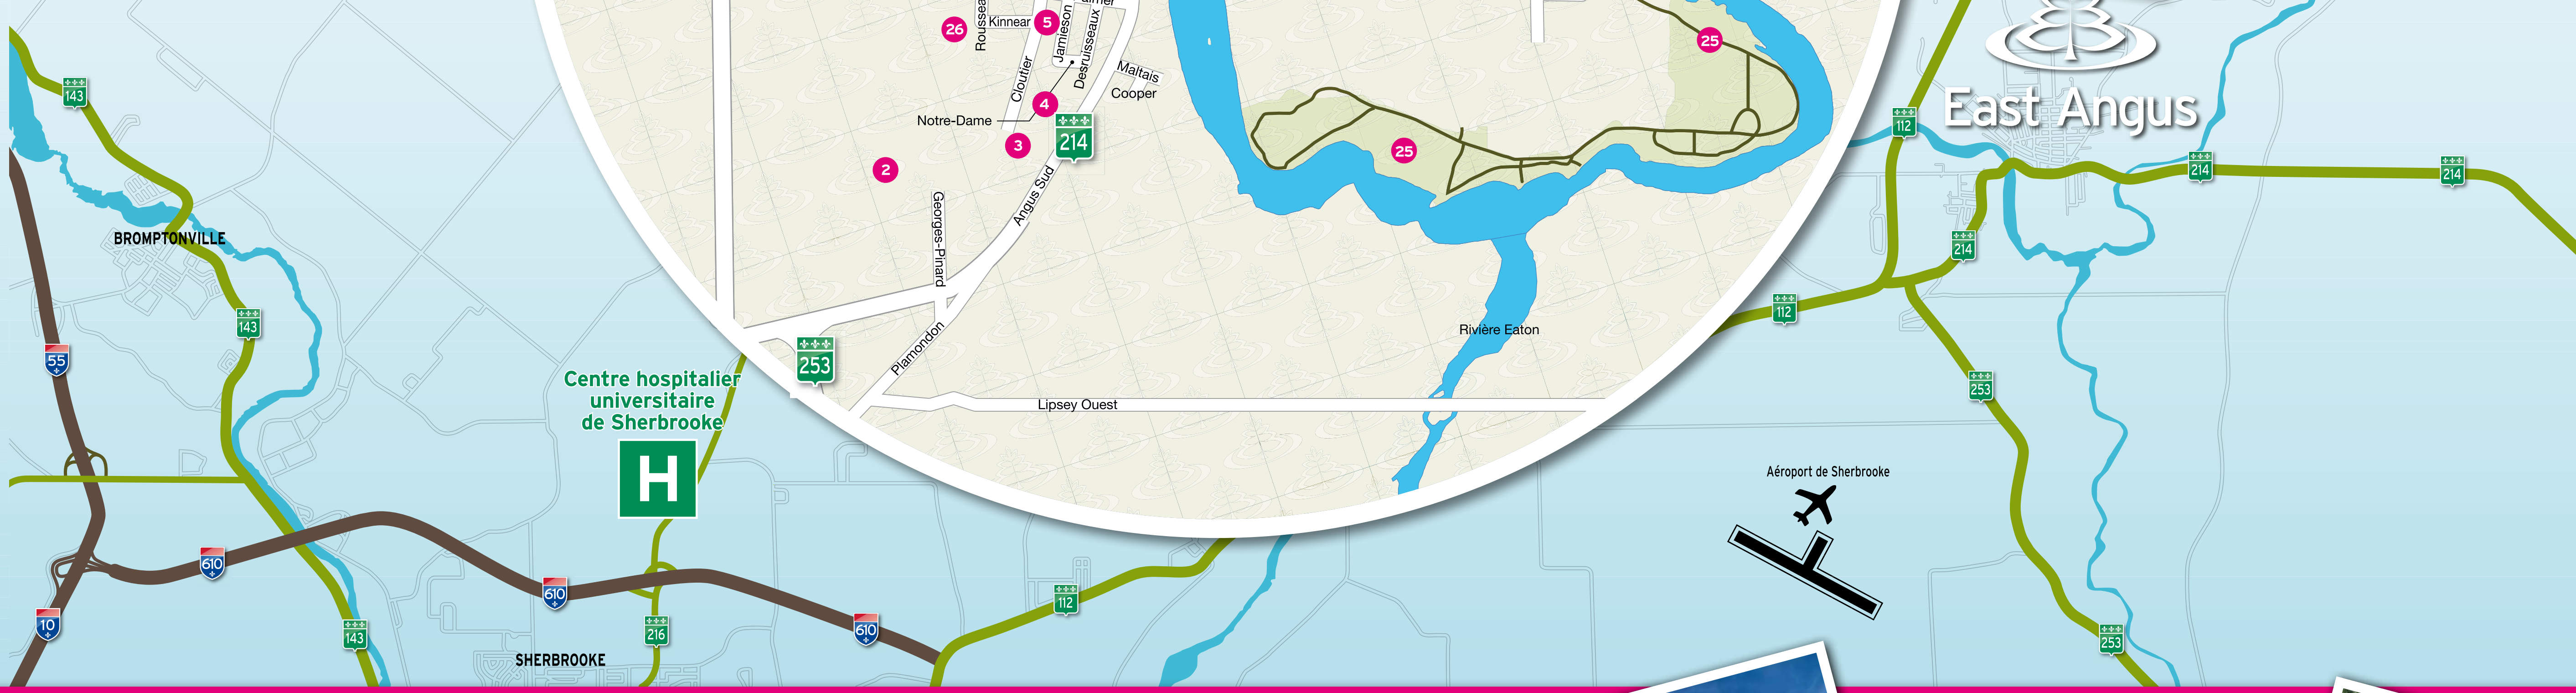 Kinnear
5
Jamieson
Desruisseaux
26
Cloutier
Maltais
Cooper
4
Notre-Dame
214
3
2
Georges-Pinard
Angus Sud
25
25
Rivière Eaton
253
Plamondon
Lipsey Ouest
143
BROMPTONVILLE
143
55
Centre hospitalier
universitaire
de Sherbrooke
H
610
10
143
610
216
SHERBROOKE
610
112
East Angus
112
214
214
214
112
253
Aéroport de Sherbrooke
253